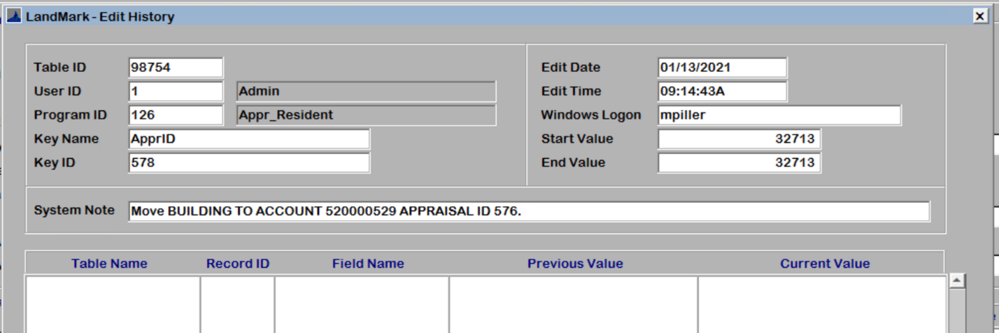 LandMark - Edit History
Table ID 98754
User ID 1 Admin
Program ID 126 Appr_Resident
Key Name ApprID
Key ID 578
Edit Date 01/13/2021
Edit Time 09:14:43A
Windows Logon mpiller
Start Value 32713
End Value 32713
System Note Move BUILDING TO ACCOUNT 520000529 APPRAISAL ID 576.
Table Name Record ID Field Name Previous Value Current Value